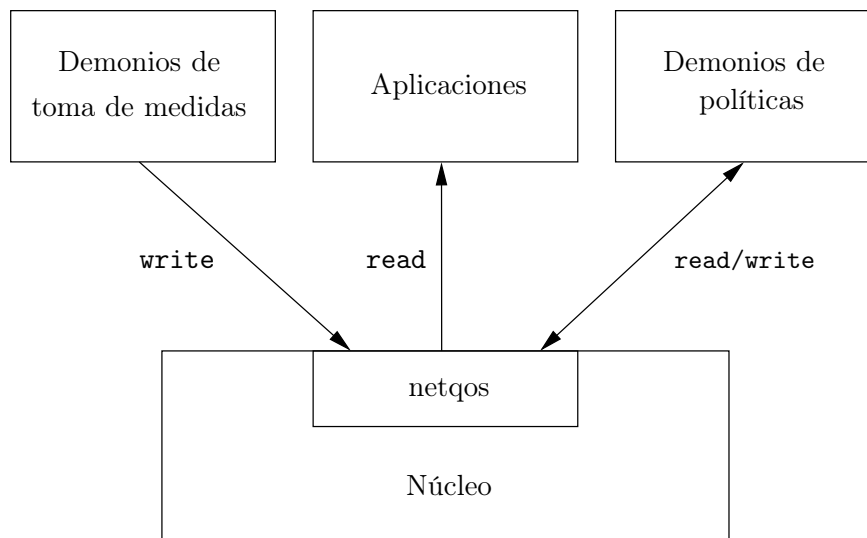 Demonios de
toma de medidas
Aplicaciones
Demonios de
políticas
write
read
read/write
netqos
Núcleo